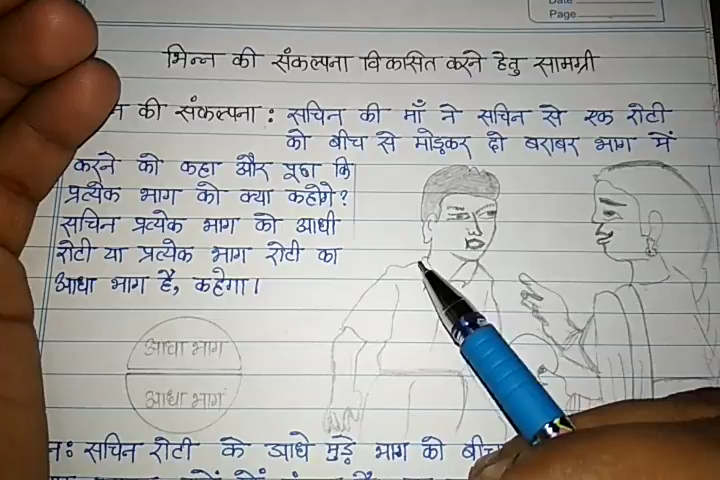 Date
Page
भिन्न की संकल्पना विकसित करने हेतु सामग्री
की संकल्पना : सचिन की माँ ने सचिन से एक रोटी
को बीच से मोड़कर दो बराबर भाग में
करने को कहा और पूछा कि
प्रत्येक भाग को क्या कहोगे?
सचिन प्रत्येक भाग को आधी
रोटी या प्रत्येक भाग रोटी का
आधा भाग है, कहेगा।
आधा भाग
आधा भाग
सचिन रोटी के आधे मुड़े भाग को बीच